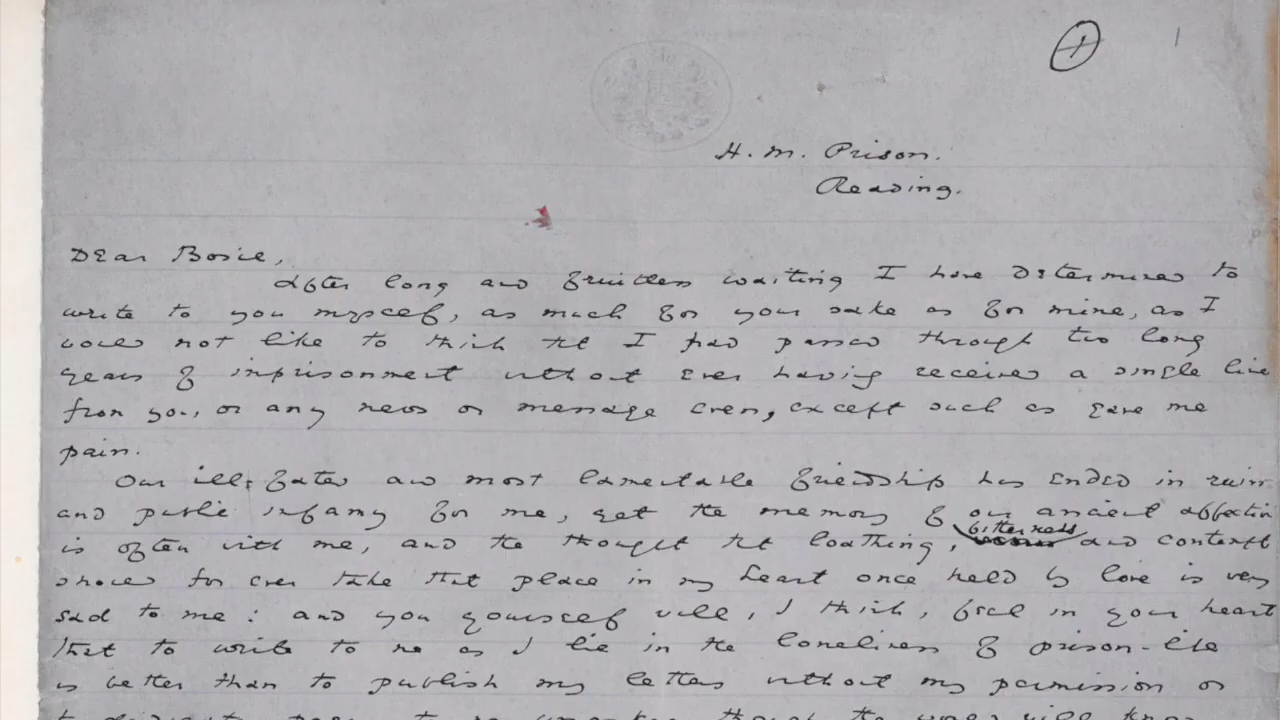 1
1
H.M. Prison.
Reading.
Dear Bosie,
After long and fruitless waiting I have determined to
write to you myself, as much for your sake as for mine, as I
would not like to think that I had passed through two long
years of imprisonment without ever having received a single line
from you, or any news or message even, except such as gave me
pain.
Our ill-fated and most lamentable friendship has ended in ruin
and public infamy for me, yet the memory of our ancient affection
is often with me, and the thought that loathing, bitterness and contempt
should for ever take that place in my heart once held by love is very
sad to me: and you yourself will, I think, feel in your heart
that to write to me as I lie in the loneliness of prison-life
is better than to publish my letters without my permission or